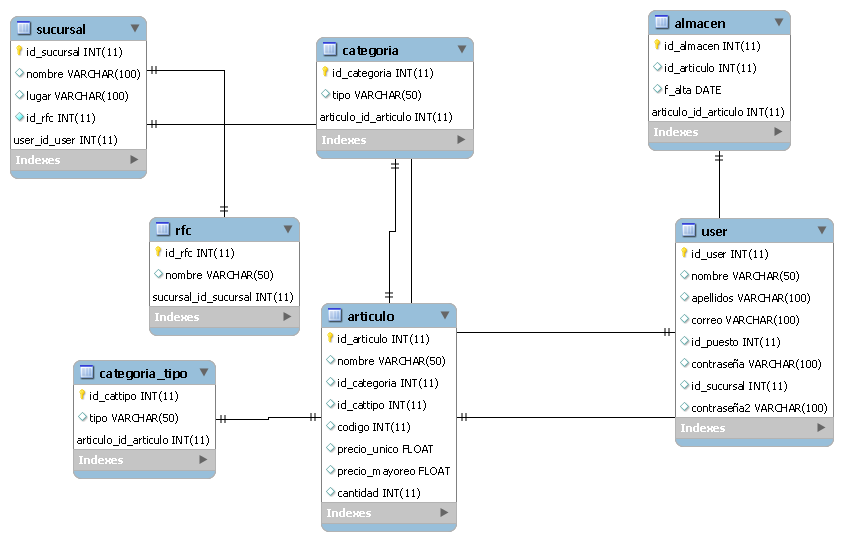 sucursal
id_sucursal INT(11)
nombre VARCHAR(100)
lugar VARCHAR(100)
id_rfc INT(11)
user_id_user INT(11)
Indexes
categoria
id_categoria INT(11)
tipo VARCHAR(50)
articulo_id_articulo INT(11)
Indexes
almacen
id_almacen INT(11)
id_articulo INT(11)
f_alta DATE
articulo_id_articulo INT(11)
Indexes
rfc
id_rfc INT(11)
nombre VARCHAR(50)
sucursal_id_sucursal INT(11)
Indexes
user
id_user INT(11)
nombre VARCHAR(50)
apellidos VARCHAR(100)
correo VARCHAR(100)
id_puesto INT(11)
contraseña VARCHAR(100)
id_sucursal INT(11)
contraseña2 VARCHAR(100)
Indexes
categoria_tipo
id_cattipo INT(11)
tipo VARCHAR(50)
articulo_id_articulo INT(11)
Indexes
articulo
id_articulo INT(11)
nombre VARCHAR(50)
id_categoria INT(11)
id_cattipo INT(11)
codigo INT(11)
precio_unico FLOAT
precio_mayoreo FLOAT
cantidad INT(11)
Indexes